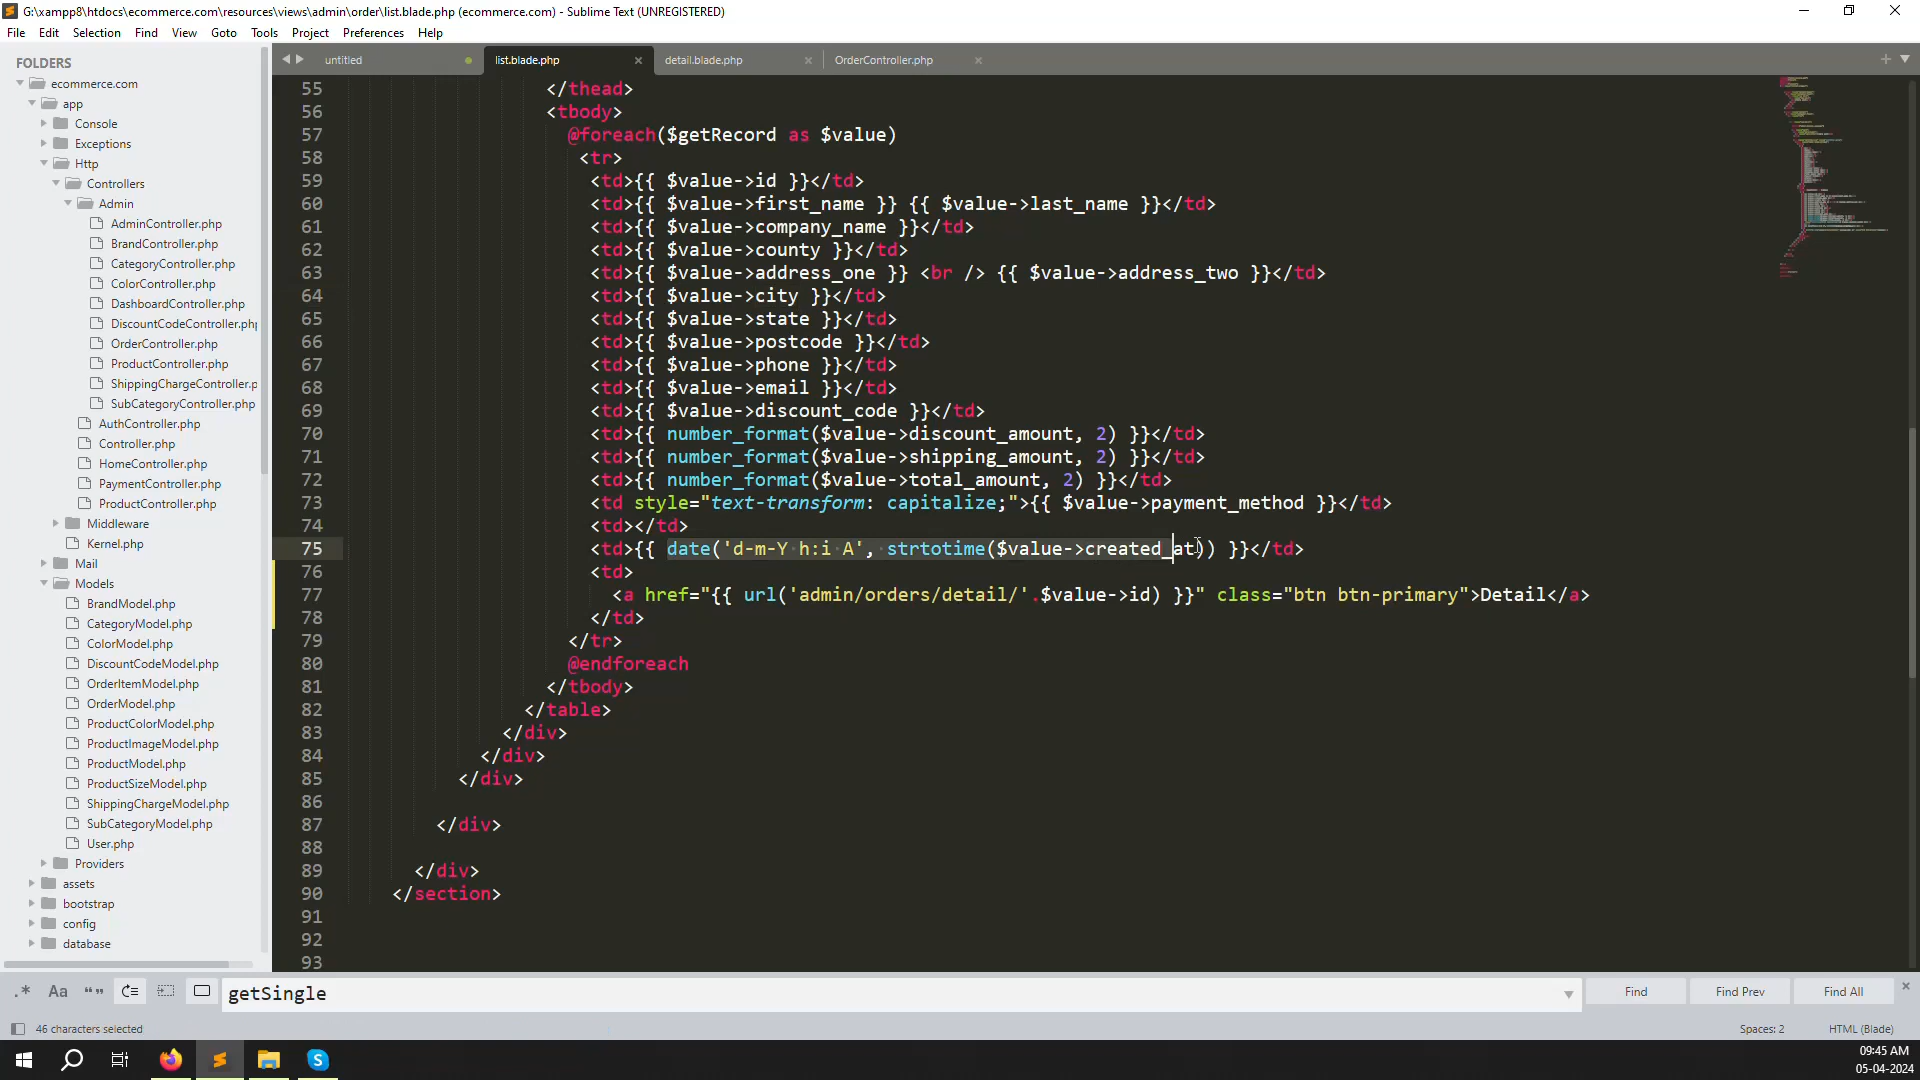 G:\xampp8\htdocs\ecommerce.com\resources\views\admin\order\list.blade.php (ecommerce.com) - Sublime Text (UNREGISTERED)
File Edit Selection Find View Goto Tools Project Preferences Help
FOLDERS
ecommerce.com
app
Console
Exceptions
Http
Controllers
Admin
AdminController.php
BrandController.php
CategoryController.php
ColorController.php
DashboardController.php
DiscountCodeController.php
OrderController.php
ProductController.php
ShippingChargeController.p
SubCategoryController.php
AuthController.php
Controller.php
HomeController.php
PaymentController.php
ProductController.php
Middleware
Kernel.php
Mail
Models
BrandModel.php
CategoryModel.php
ColorModel.php
DiscountCodeModel.php
OrderItemModel.php
OrderModel.php
ProductColorModel.php
ProductImageModel.php
ProductModel.php
ProductSizeModel.php
ShippingChargeModel.php
SubCategoryModel.php
User.php
Providers
assets
bootstrap
config
database
untitled list.blade.php detail.blade.php OrderController.php
55 </thead>
56 <tbody>
57 @foreach($getRecord as $value)
58 <tr>
59 <td>{{ $value->id }}</td>
60 <td>{{ $value->first_name }} {{ $value->last_name }}</td>
61 <td>{{ $value->company_name }}</td>
62 <td>{{ $value->county }}</td>
63 <td>{{ $value->address_one }} <br /> {{ $value->address_two }}</td>
64 <td>{{ $value->city }}</td>
65 <td>{{ $value->state }}</td>
66 <td>{{ $value->postcode }}</td>
67 <td>{{ $value->phone }}</td>
68 <td>{{ $value->email }}</td>
69 <td>{{ $value->discount_code }}</td>
70 <td>{{ number_format($value->discount_amount, 2) }}</td>
71 <td>{{ number_format($value->shipping_amount, 2) }}</td>
72 <td>{{ number_format($value->total_amount, 2) }}</td>
73 <td style="text-transform: capitalize;">{{ $value->payment_method }}</td>
74 <td></td>
75 <td>{{ date('d-m-Y h:i A', strtotime($value->created_at)) }}</td>
76 <td>
77 <a href="{{ url('admin/orders/detail/'.$value->id) }}" class="btn btn-primary">Detail</a>
78 </td>
79 </tr>
80 @endforeach
81 </tbody>
82 </table>
83 </div>
84 </div>
85 </div>
86
87 </div>
88
89 </div>
90 </section>
91
92
93
getSingle
Find Find Prev Find All
46 characters selected
Spaces: 2 HTML (Blade)
09:45 AM
05-04-2024